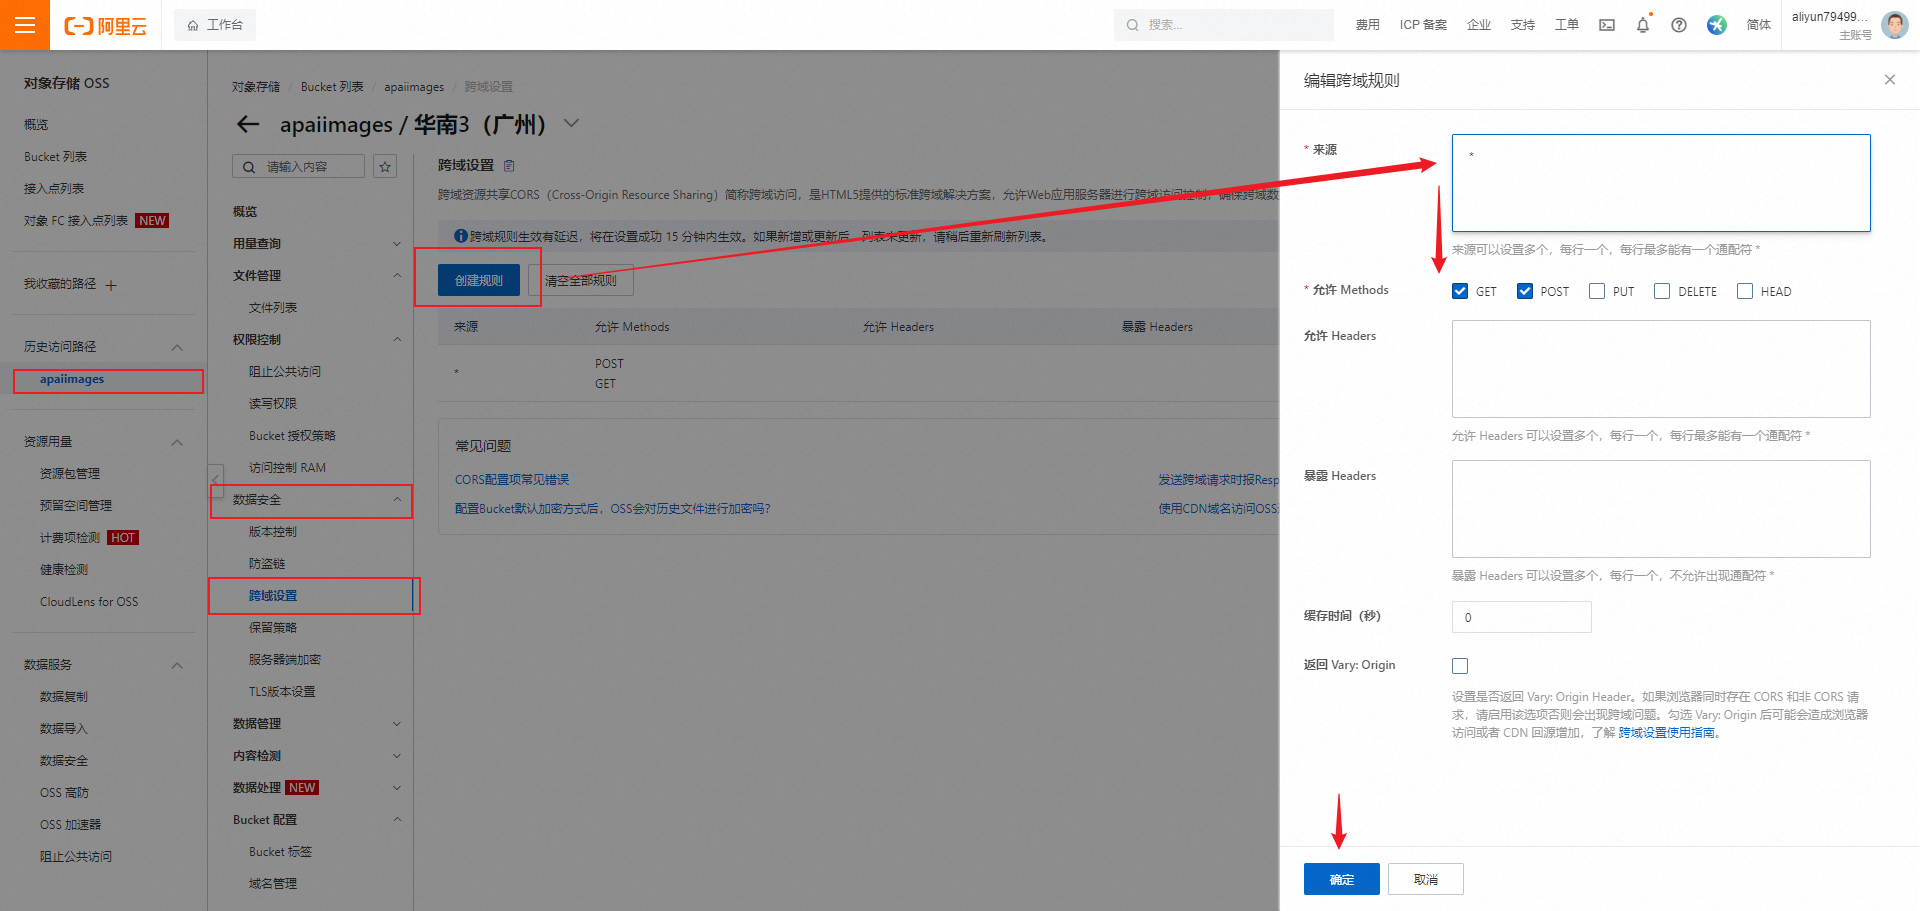 阿里云
工作台
搜索...
费用
ICP 备案
企业
支持
工单
简体
aliyun79499...
主账号
对象存储 OSS
概览
Bucket 列表
接入点列表
对象 FC 接入点列表 NEW
我收藏的路径
历史访问路径
apaiimages
资源用量
资源包管理
预留空间管理
计费项检测 HOT
健康检测
CloudLens for OSS
数据服务
数据复制
数据导入
数据安全
OSS 高防
OSS 加速器
阻止公共访问
对象存储 / Bucket 列表 / apaiimages / 跨域设置
apaiimages / 华南3（广州）
请输入内容
概览
用量查询
文件管理
文件列表
权限控制
阻止公共访问
读写权限
Bucket 授权策略
访问控制 RAM
数据安全
版本控制
防盗链
跨域设置
保留策略
服务器端加密
TLS版本设置
数据管理
内容检测
数据处理 NEW
Bucket 配置
Bucket 标签
域名管理
跨域设置
跨域资源共享CORS（Cross-Origin Resource Sharing）简称跨域访问，是HTML5提供的标准跨域解决方案，允许Web应用服务器进行跨域访问控制，确保跨域数
跨域规则生效有延迟，将在设置成功 15 分钟内生效。如果新增或更新后，列表未更新，请稍后重新刷新列表。
创建规则
清空全部规则
来源 允许 Methods 允许 Headers 暴露 Headers
* POST
GET
常见问题
CORS配置项常见错误
发送跨域请求时报Resp
配置Bucket默认加密方式后，OSS会对历史文件进行加密吗？
使用CDN域名访问OSS
编辑跨域规则
* 来源
*
来源可以设置多个，每行一个，每行最多能有一个通配符 *
* 允许 Methods
GET POST PUT DELETE HEAD
允许 Headers
允许 Headers 可以设置多个，每行一个，每行最多能有一个通配符 *
暴露 Headers
暴露 Headers 可以设置多个，每行一个，不允许出现通配符 *
缓存时间（秒）
0
返回 Vary: Origin
设置是否返回 Vary: Origin Header。如果浏览器同时存在 CORS 和非 CORS 请
求，请启用该选项否则会出现跨域问题。勾选 Vary: Origin 后可能会造成浏览器
访问或者 CDN 回源增加，了解 跨域设置使用指南。
确定
取消